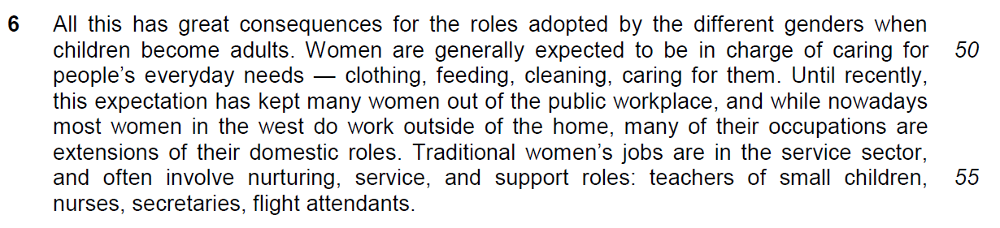 6 All this has great consequences for the roles adopted by the different genders when
children become adults. Women are generally expected to be in charge of caring for 50
people’s everyday needs — clothing, feeding, cleaning, caring for them. Until recently,
this expectation has kept many women out of the public workplace, and while nowadays
most women in the west do work outside of the home, many of their occupations are
extensions of their domestic roles. Traditional women’s jobs are in the service sector,
and often involve nurturing, service, and support roles: teachers of small children, 55
nurses, secretaries, flight attendants.